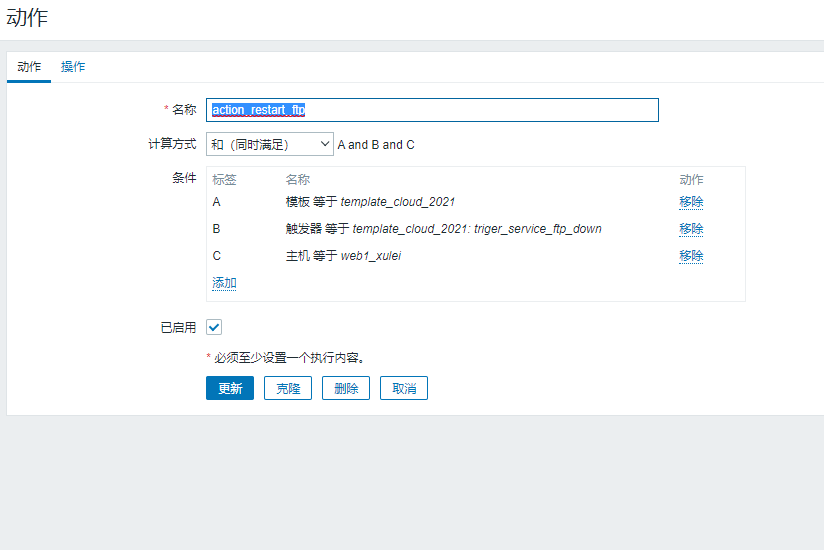 动作
动作 操作
* 名称 action_restart_ftp
计算方式 和（同时满足） A and B and C
条件 标签 名称 动作
A 模板 等于 template_cloud_2021 移除
B 触发器 等于 template_cloud_2021: triger_service_ftp_down 移除
C 主机 等于 web1_xulei 移除
添加
已启用
* 必须至少设置一个执行内容。
更新 克隆 删除 取消